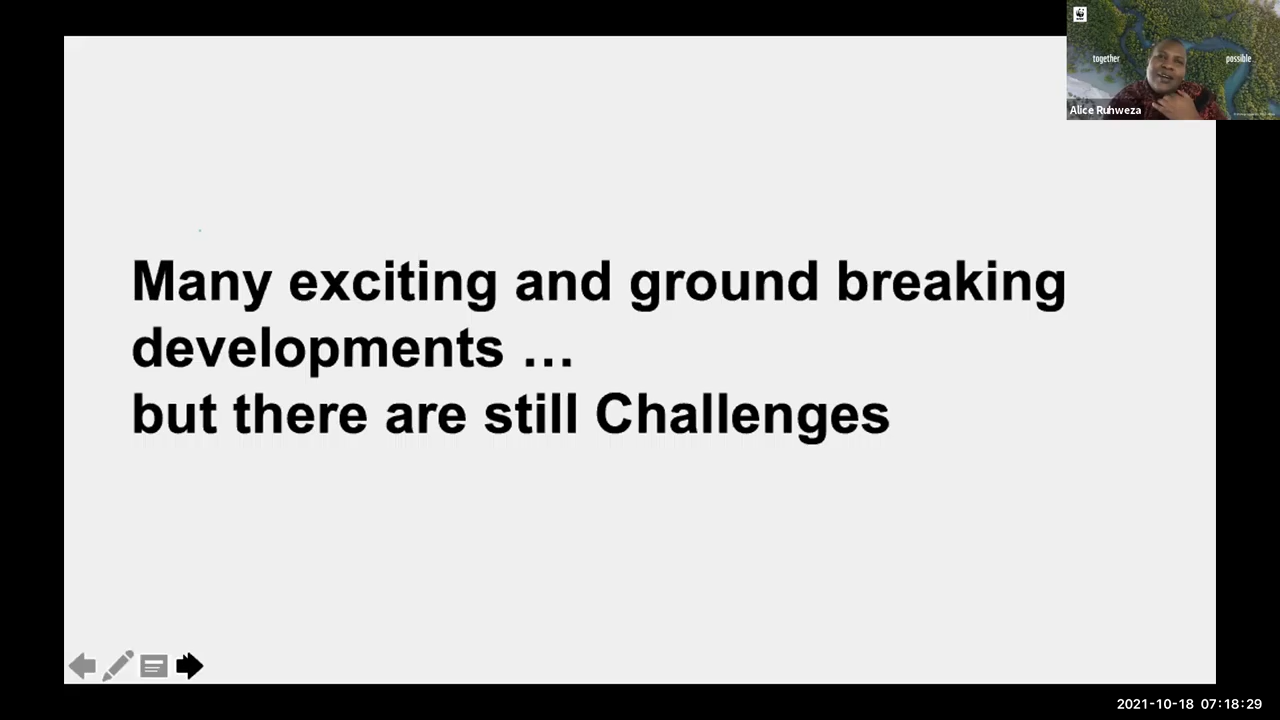 together
possible
Alice Ruhweza
Many exciting and ground breaking
developments …
but there are still Challenges
2021-10-18 07:18:29